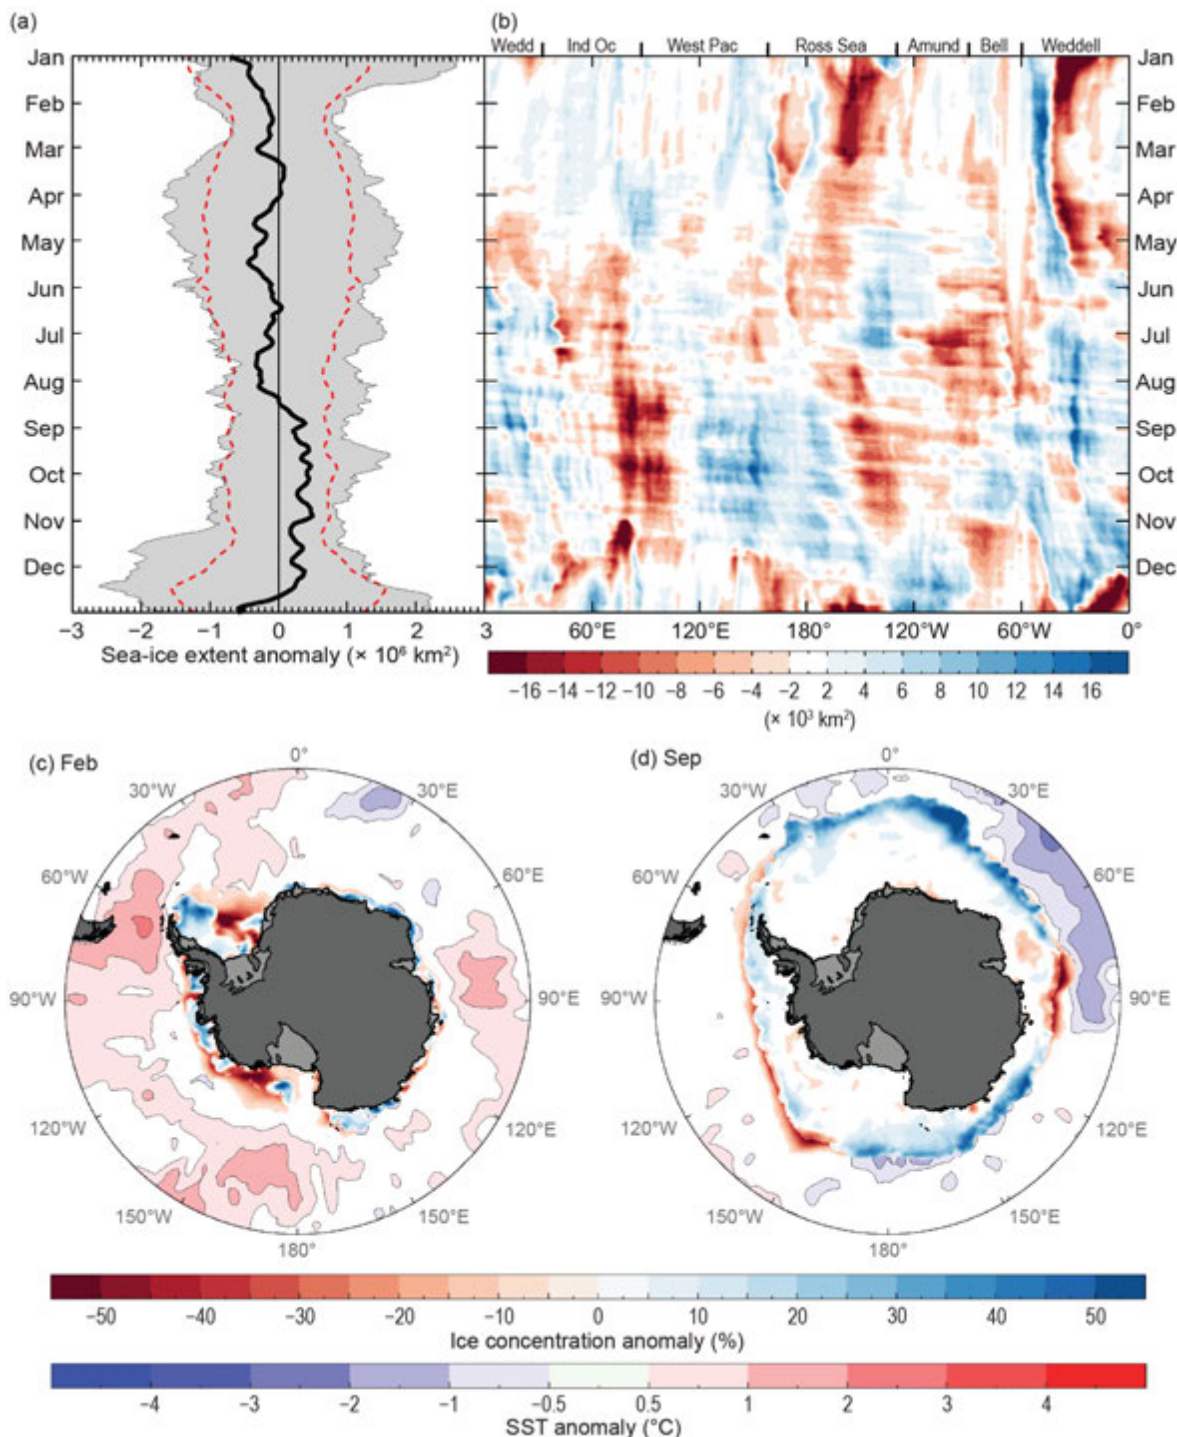 (a)
(b)
Wedd Ind Oc West Pac Ross Sea Amund Bell Weddell
Jan Jan
Feb Feb
Mar Mar
Apr Apr
May May
Jun Jun
Jul Jul
Aug Aug
Sep Sep
Oct Oct
Nov Nov
Dec Dec
−3 −2 −1 0 1 2 3 60°E 120°E 180° 120°W 60°W 0°
Sea-ice extent anomaly (× 10⁶ km²)
−16 −14 −12 −10 −8 −6 −4 −2 2 4 6 8 10 12 14 16
(× 10³ km²)
(c) Feb
0°
30°E
60°E
90°E
120°E
150°E
180°
150°W
120°W
90°W
60°W
30°W
(d) Sep
0°
30°E
60°E
90°E
120°E
150°E
180°
150°W
120°W
90°W
60°W
30°W
−50 −40 −30 −20 −10 0 10 20 30 40 50
Ice concentration anomaly (%)
−4 −3 −2 −1 −0.5 0.5 1 2 3 4
SST anomaly (°C)